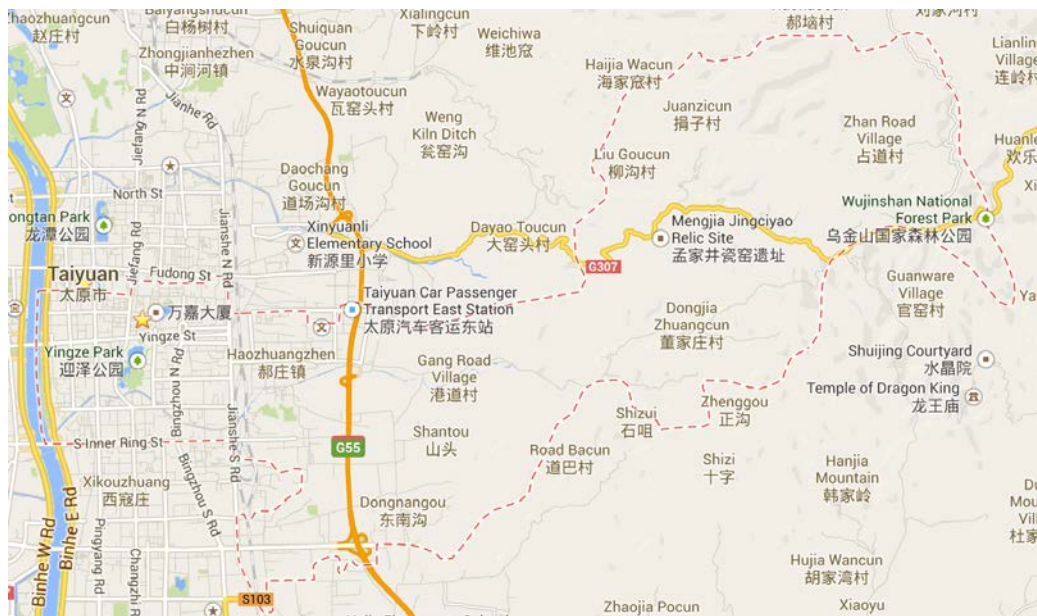 Zhaozhuangcun
赵庄村
Baiyangshucun
白杨树村
Xialingcun
下岭村
Shuiquan
Goucun
水泉沟村
Weichiwa
维池窊
郝墕村
刘家河村
Lianling
Village
连岭村
Zhongjianhezhen
中涧河镇
Jianhe Rd
Jiefang N Rd
Wayaotoucun
瓦窑头村
Haijia Wacun
海家窊村
Juanzicun
捐子村
Weng
Kiln Ditch
瓮窑沟
Zhan Road
Village
占道村
Huanle
欢乐
Liu Goucun
柳沟村
Daochang
Goucun
道场沟村
North St
Longtan Park
龙潭公园
Jiefang Rd
Jianshe N Rd
Xinyuanli
Elementary School
新源里小学
Dayao Toucun
大窑头村
G307
Mengjia Jingciyao
Relic Site
孟家井瓷窑遗址
Wujinshan National
Forest Park
乌金山国家森林公园
Taiyuan
太原市
Fudong St
Taiyuan Car Passenger
Transport East Station
太原汽车客运东站
Guanware
Village
官窑村
万嘉大厦
Yingze St
Dongjia
Zhuangcun
董家庄村
Yingze Park
迎泽公园
Bingzhou N Rd
Haozhuangzhen
郝庄镇
Gang Road
Village
港道村
Shuijing Courtyard
水晶院
Temple of Dragon King
龙王庙
Zhenggou
正沟
Shizui
石咀
Jianshe S Rd
S Inner Ring St
G55
Shantou
山头
Road Bacun
道巴村
Shizi
十字
Hanjia
Mountain
韩家岭
Xikouzhuang
西寇庄
Bingzhou S Rd
Binhe W Rd
Binhe E Rd
Pingyang Rd
Changzhi Rd
Dongnangou
东南沟
杜家
Hujia Wancun
胡家湾村
S103
Zhaojia Pocun
Xiaoyu